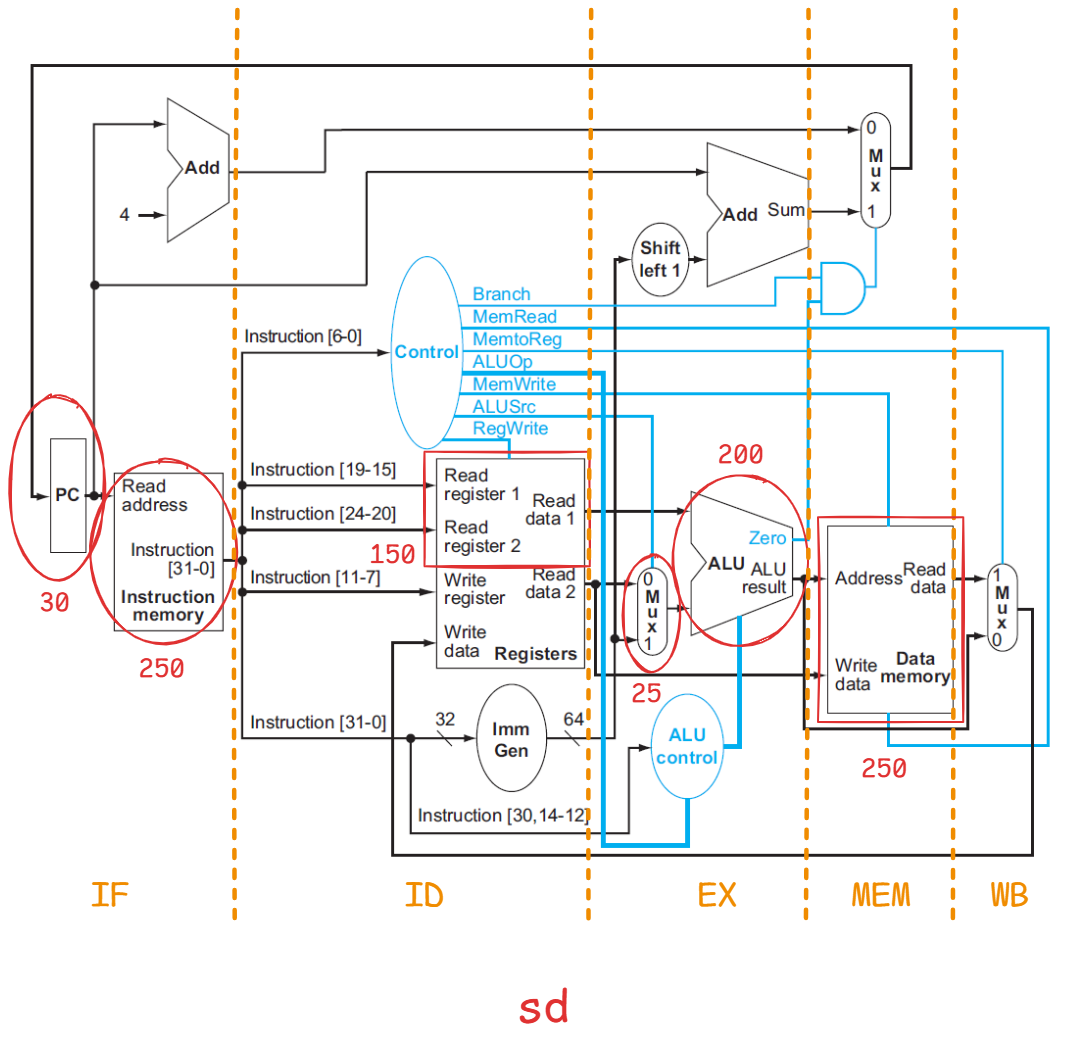 0
M
u
x
1
Add
4
Add Sum
Shift
left 1
Branch
MemRead
MemtoReg
ALUOp
MemWrite
ALUSrc
RegWrite
Instruction [6-0]
Control
PC
30
Read
address
Instruction
[31-0]
Instruction
memory
250
Instruction [19-15]
Instruction [24-20]
150
Instruction [11-7]
Read
register 1
Read
register 2
Write
register
Write
data
Read
data 1
Read
data 2
Registers
200
Zero
ALU
ALU
result
0
M
u
x
1
25
Address
Read
data
Write
data
Data
memory
250
1
M
u
x
0
Instruction [31-0]
32
Imm
Gen
64
ALU
control
Instruction [30,14-12]
IF
ID
EX
MEM
WB
sd